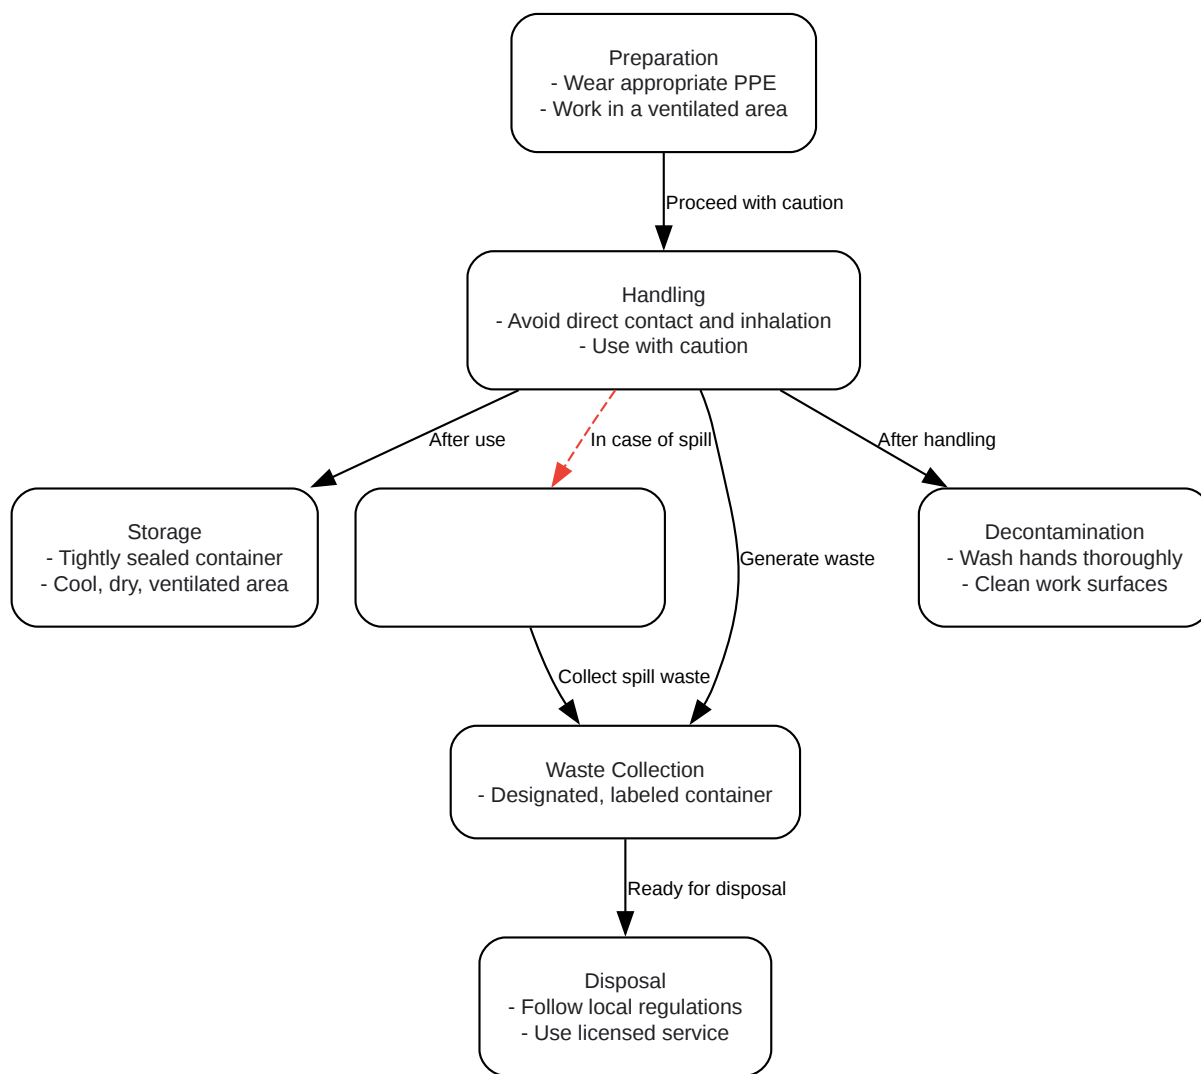 Preparation
- Wear appropriate PPE
- Work in a ventilated area
Proceed with caution
Handling
- Avoid direct contact and inhalation
- Use with caution
After use
In case of spill
After handling
Storage
- Tightly sealed container
- Cool, dry, ventilated area
Generate waste
Decontamination
- Wash hands thoroughly
- Clean work surfaces
Collect spill waste
Waste Collection
- Designated, labeled container
Ready for disposal
Disposal
- Follow local regulations
- Use licensed service